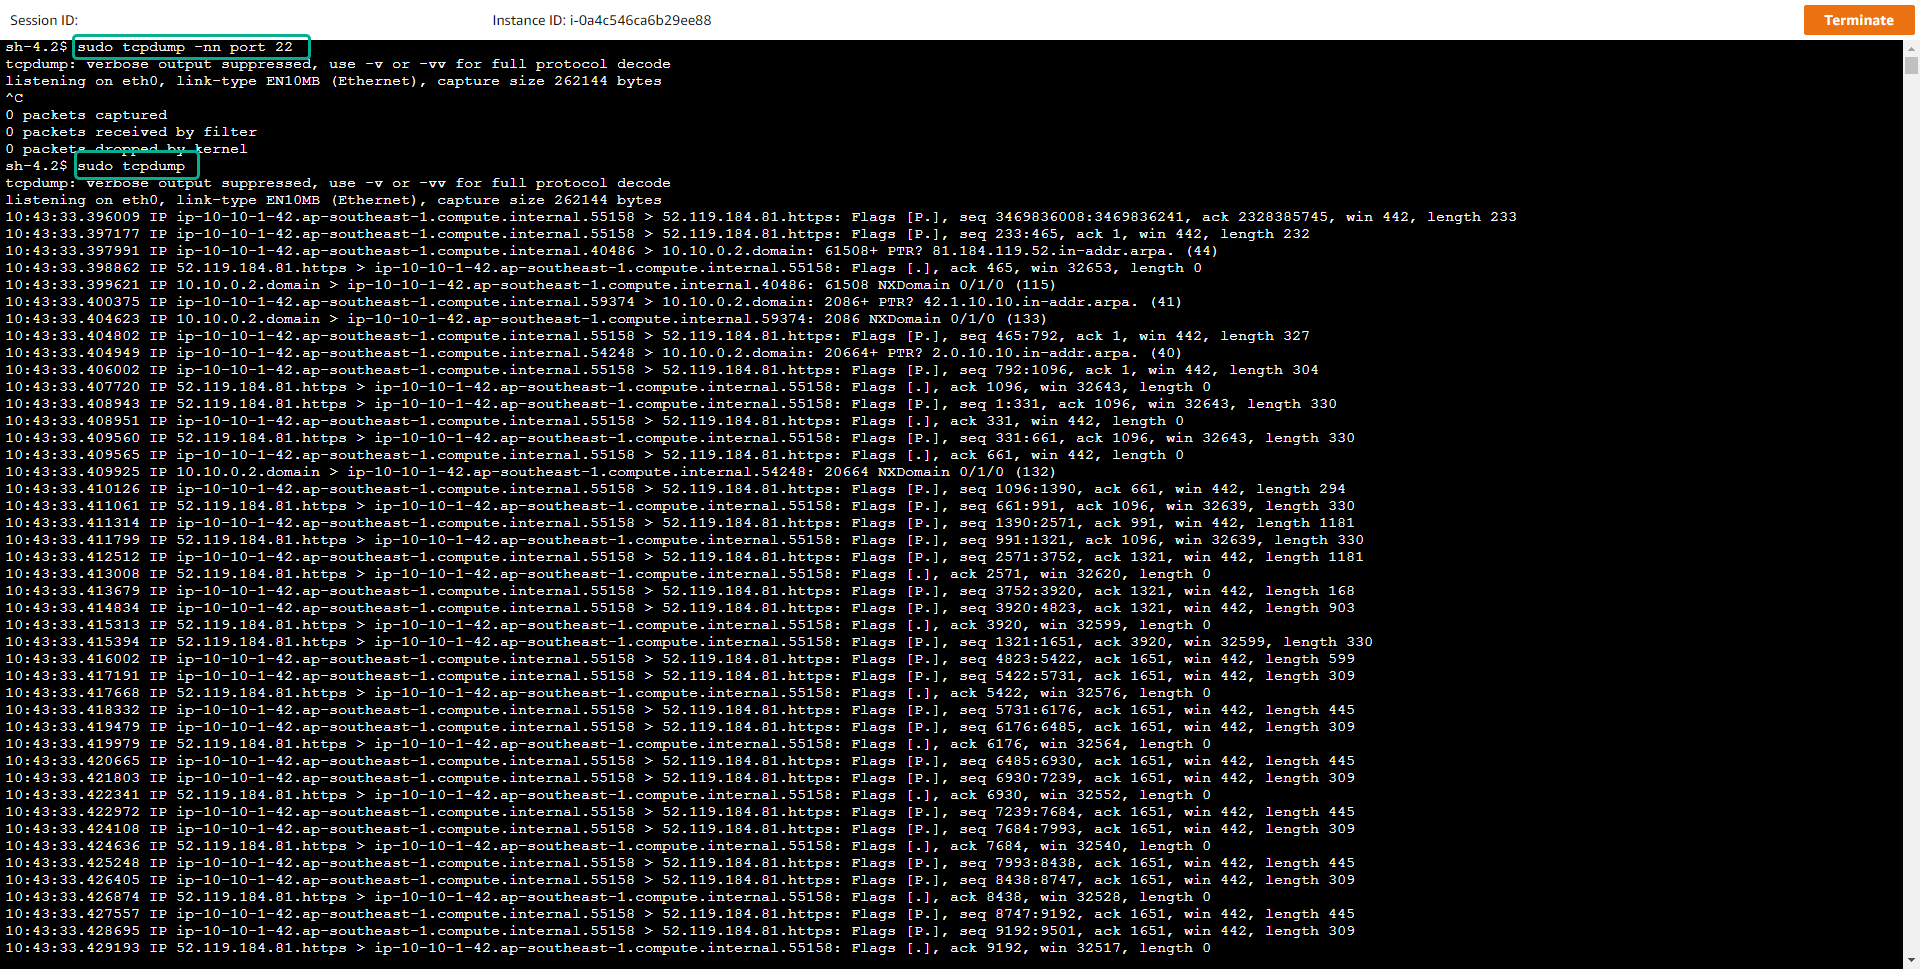 Session ID:
Instance ID: i-0a4c546ca6b29ee88
Terminate
sh-4.2$ sudo tcpdump -nn port 22
tcpdump: verbose output suppressed, use -v or -vv for full protocol decode
listening on eth0, link-type EN10MB (Ethernet), capture size 262144 bytes
^C
0 packets captured
0 packets received by filter
0 packets dropped by kernel
sh-4.2$ sudo tcpdump
tcpdump: verbose output suppressed, use -v or -vv for full protocol decode
listening on eth0, link-type EN10MB (Ethernet), capture size 262144 bytes
10:43:33.396009 IP ip-10-10-1-42.ap-southeast-1.compute.internal.55158 > 52.119.184.81.https: Flags [P.], seq 3469836008:3469836241, ack 2328385745, win 442, length 233
10:43:33.397177 IP ip-10-10-1-42.ap-southeast-1.compute.internal.55158 > 52.119.184.81.https: Flags [P.], seq 233:465, ack 1, win 442, length 232
10:43:33.397991 IP ip-10-10-1-42.ap-southeast-1.compute.internal.40486 > 10.10.0.2.domain: 61508+ PTR? 81.184.119.52.in-addr.arpa. (44)
10:43:33.398862 IP 52.119.184.81.https > ip-10-10-1-42.ap-southeast-1.compute.internal.55158: Flags [.], ack 465, win 32653, length 0
10:43:33.399621 IP 10.10.0.2.domain > ip-10-10-1-42.ap-southeast-1.compute.internal.40486: 61508 NXDomain 0/1/0 (115)
10:43:33.400375 IP ip-10-10-1-42.ap-southeast-1.compute.internal.59374 > 10.10.0.2.domain: 2086+ PTR? 42.1.10.10.in-addr.arpa. (41)
10:43:33.404623 IP 10.10.0.2.domain > ip-10-10-1-42.ap-southeast-1.compute.internal.59374: 2086 NXDomain 0/1/0 (133)
10:43:33.404802 IP ip-10-10-1-42.ap-southeast-1.compute.internal.55158 > 52.119.184.81.https: Flags [P.], seq 465:792, ack 1, win 442, length 327
10:43:33.404949 IP ip-10-10-1-42.ap-southeast-1.compute.internal.54248 > 10.10.0.2.domain: 20664+ PTR? 2.0.10.10.in-addr.arpa. (40)
10:43:33.406002 IP ip-10-10-1-42.ap-southeast-1.compute.internal.55158 > 52.119.184.81.https: Flags [P.], seq 792:1096, ack 1, win 442, length 304
10:43:33.407720 IP 52.119.184.81.https > ip-10-10-1-42.ap-southeast-1.compute.internal.55158: Flags [.], ack 1096, win 32643, length 0
10:43:33.408943 IP 52.119.184.81.https > ip-10-10-1-42.ap-southeast-1.compute.internal.55158: Flags [P.], seq 1:331, ack 1096, win 32643, length 330
10:43:33.408951 IP ip-10-10-1-42.ap-southeast-1.compute.internal.55158 > 52.119.184.81.https: Flags [.], ack 331, win 442, length 0
10:43:33.409560 IP 52.119.184.81.https > ip-10-10-1-42.ap-southeast-1.compute.internal.55158: Flags [P.], seq 331:661, ack 1096, win 32643, length 330
10:43:33.409565 IP ip-10-10-1-42.ap-southeast-1.compute.internal.55158 > 52.119.184.81.https: Flags [.], ack 661, win 442, length 0
10:43:33.409925 IP 10.10.0.2.domain > ip-10-10-1-42.ap-southeast-1.compute.internal.54248: 20664 NXDomain 0/1/0 (132)
10:43:33.410126 IP ip-10-10-1-42.ap-southeast-1.compute.internal.55158 > 52.119.184.81.https: Flags [P.], seq 1096:1390, ack 661, win 442, length 294
10:43:33.411061 IP 52.119.184.81.https > ip-10-10-1-42.ap-southeast-1.compute.internal.55158: Flags [P.], seq 661:991, ack 1096, win 32639, length 330
10:43:33.411314 IP ip-10-10-1-42.ap-southeast-1.compute.internal.55158 > 52.119.184.81.https: Flags [P.], seq 1390:2571, ack 991, win 442, length 1181
10:43:33.411799 IP 52.119.184.81.https > ip-10-10-1-42.ap-southeast-1.compute.internal.55158: Flags [P.], seq 991:1321, ack 1096, win 32639, length 330
10:43:33.412512 IP ip-10-10-1-42.ap-southeast-1.compute.internal.55158 > 52.119.184.81.https: Flags [P.], seq 2571:3752, ack 1321, win 442, length 1181
10:43:33.413008 IP 52.119.184.81.https > ip-10-10-1-42.ap-southeast-1.compute.internal.55158: Flags [.], ack 2571, win 32620, length 0
10:43:33.413679 IP ip-10-10-1-42.ap-southeast-1.compute.internal.55158 > 52.119.184.81.https: Flags [P.], seq 3752:3920, ack 1321, win 442, length 168
10:43:33.414834 IP ip-10-10-1-42.ap-southeast-1.compute.internal.55158 > 52.119.184.81.https: Flags [P.], seq 3920:4823, ack 1321, win 442, length 903
10:43:33.415313 IP 52.119.184.81.https > ip-10-10-1-42.ap-southeast-1.compute.internal.55158: Flags [.], ack 3920, win 32599, length 0
10:43:33.415394 IP 52.119.184.81.https > ip-10-10-1-42.ap-southeast-1.compute.internal.55158: Flags [P.], seq 1321:1651, ack 3920, win 32599, length 330
10:43:33.416002 IP ip-10-10-1-42.ap-southeast-1.compute.internal.55158 > 52.119.184.81.https: Flags [P.], seq 4823:5422, ack 1651, win 442, length 599
10:43:33.417191 IP ip-10-10-1-42.ap-southeast-1.compute.internal.55158 > 52.119.184.81.https: Flags [P.], seq 5422:5731, ack 1651, win 442, length 309
10:43:33.417668 IP 52.119.184.81.https > ip-10-10-1-42.ap-southeast-1.compute.internal.55158: Flags [.], ack 5422, win 32576, length 0
10:43:33.418332 IP ip-10-10-1-42.ap-southeast-1.compute.internal.55158 > 52.119.184.81.https: Flags [P.], seq 5731:6176, ack 1651, win 442, length 445
10:43:33.419479 IP ip-10-10-1-42.ap-southeast-1.compute.internal.55158 > 52.119.184.81.https: Flags [P.], seq 6176:6485, ack 1651, win 442, length 309
10:43:33.419979 IP 52.119.184.81.https > ip-10-10-1-42.ap-southeast-1.compute.internal.55158: Flags [.], ack 6176, win 32564, length 0
10:43:33.420665 IP ip-10-10-1-42.ap-southeast-1.compute.internal.55158 > 52.119.184.81.https: Flags [P.], seq 6485:6930, ack 1651, win 442, length 445
10:43:33.421803 IP ip-10-10-1-42.ap-southeast-1.compute.internal.55158 > 52.119.184.81.https: Flags [P.], seq 6930:7239, ack 1651, win 442, length 309
10:43:33.422341 IP 52.119.184.81.https > ip-10-10-1-42.ap-southeast-1.compute.internal.55158: Flags [.], ack 6930, win 32552, length 0
10:43:33.422972 IP ip-10-10-1-42.ap-southeast-1.compute.internal.55158 > 52.119.184.81.https: Flags [P.], seq 7239:7684, ack 1651, win 442, length 445
10:43:33.424108 IP ip-10-10-1-42.ap-southeast-1.compute.internal.55158 > 52.119.184.81.https: Flags [P.], seq 7684:7993, ack 1651, win 442, length 309
10:43:33.424636 IP 52.119.184.81.https > ip-10-10-1-42.ap-southeast-1.compute.internal.55158: Flags [.], ack 7684, win 32540, length 0
10:43:33.425248 IP ip-10-10-1-42.ap-southeast-1.compute.internal.55158 > 52.119.184.81.https: Flags [P.], seq 7993:8438, ack 1651, win 442, length 445
10:43:33.426405 IP ip-10-10-1-42.ap-southeast-1.compute.internal.55158 > 52.119.184.81.https: Flags [P.], seq 8438:8747, ack 1651, win 442, length 309
10:43:33.426874 IP 52.119.184.81.https > ip-10-10-1-42.ap-southeast-1.compute.internal.55158: Flags [.], ack 8438, win 32528, length 0
10:43:33.427557 IP ip-10-10-1-42.ap-southeast-1.compute.internal.55158 > 52.119.184.81.https: Flags [P.], seq 8747:9192, ack 1651, win 442, length 445
10:43:33.428695 IP ip-10-10-1-42.ap-southeast-1.compute.internal.55158 > 52.119.184.81.https: Flags [P.], seq 9192:9501, ack 1651, win 442, length 309
10:43:33.429193 IP 52.119.184.81.https > ip-10-10-1-42.ap-southeast-1.compute.internal.55158: Flags [.], ack 9192, win 32517, length 0